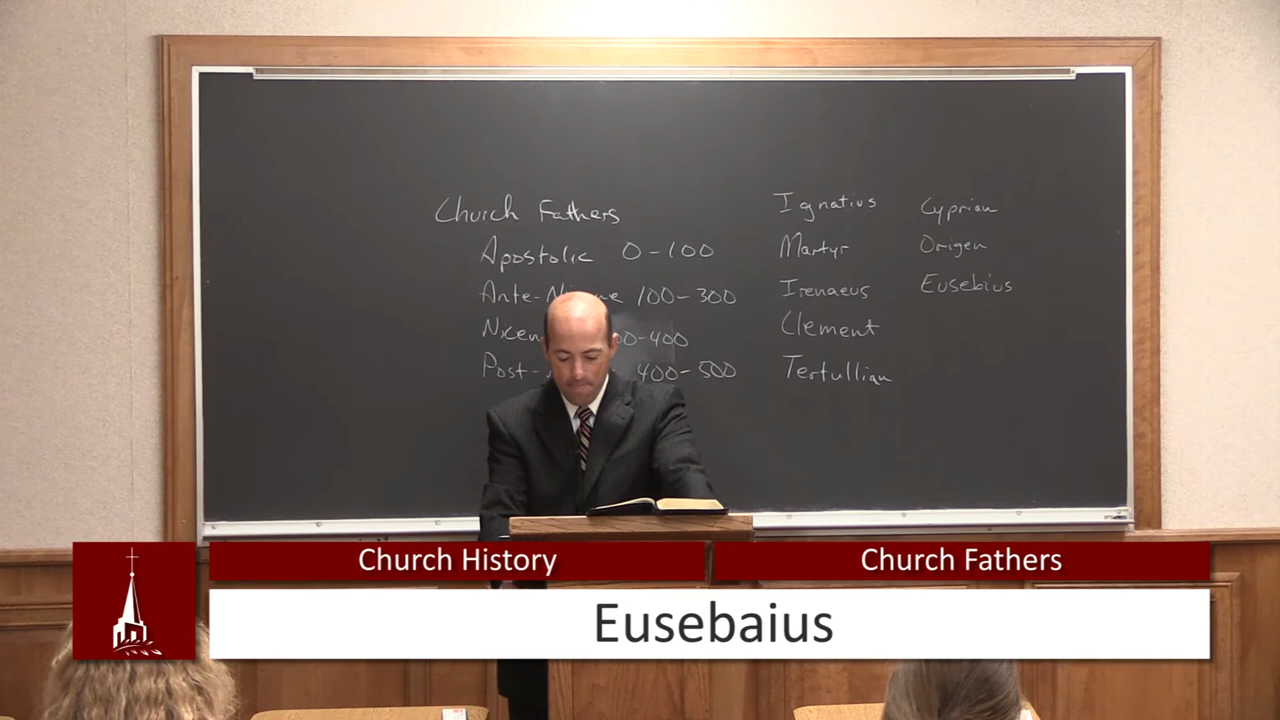 Church Fathers
Apostolic 0-100
Ante- 100-300
0-400
Post- 400-500
Ignatius
Martyr
Irenaeus
Clement
Tertullian
Cyprian
Origen
Eusebius
Church History
Church Fathers
Eusebaius